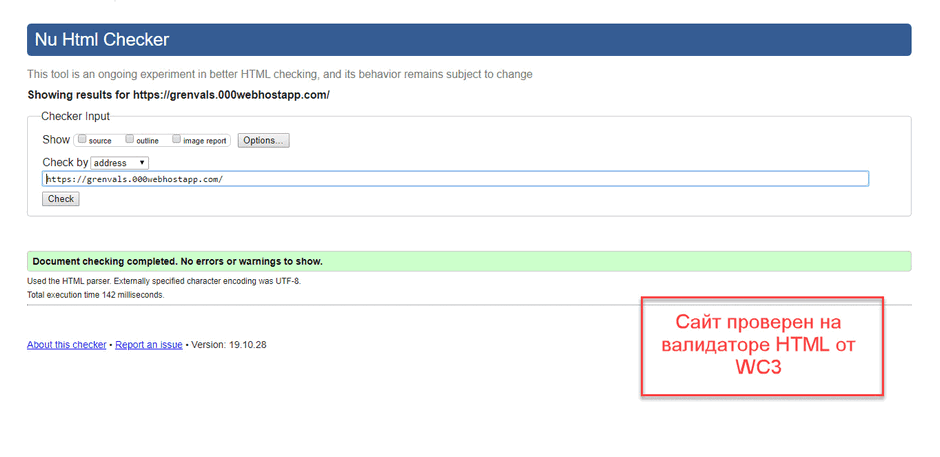 Nu Html Checker
This tool is an ongoing experiment in better HTML checking, and its behavior remains subject to change
Showing results for https://grenvals.000webhostapp.com/
Checker Input
Show source outline image report Options...
Check by address
https://grenvals.000webhostapp.com/
Check
Document checking completed. No errors or warnings to show.
Used the HTML parser. Externally specified character encoding was UTF-8.
Total execution time 142 milliseconds.
About this checker • Report an issue • Version: 19.10.28
Сайт проверен на
валидаторе HTML от
WC3